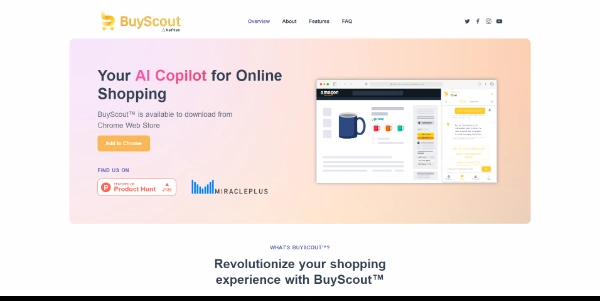 BuyScout
Overview
About
Features
FAQ
Your AI Copilot for Online
Shopping
BuyScout™ is available to download from
Chrome Web Store
Add to Chrome
FIND US ON
FEATURED ON
Product Hunt
MIRACLEPLUS
amazon
WHAT'S BUYSCOUT™?
Revolutionize your shopping
experience with BuyScout™